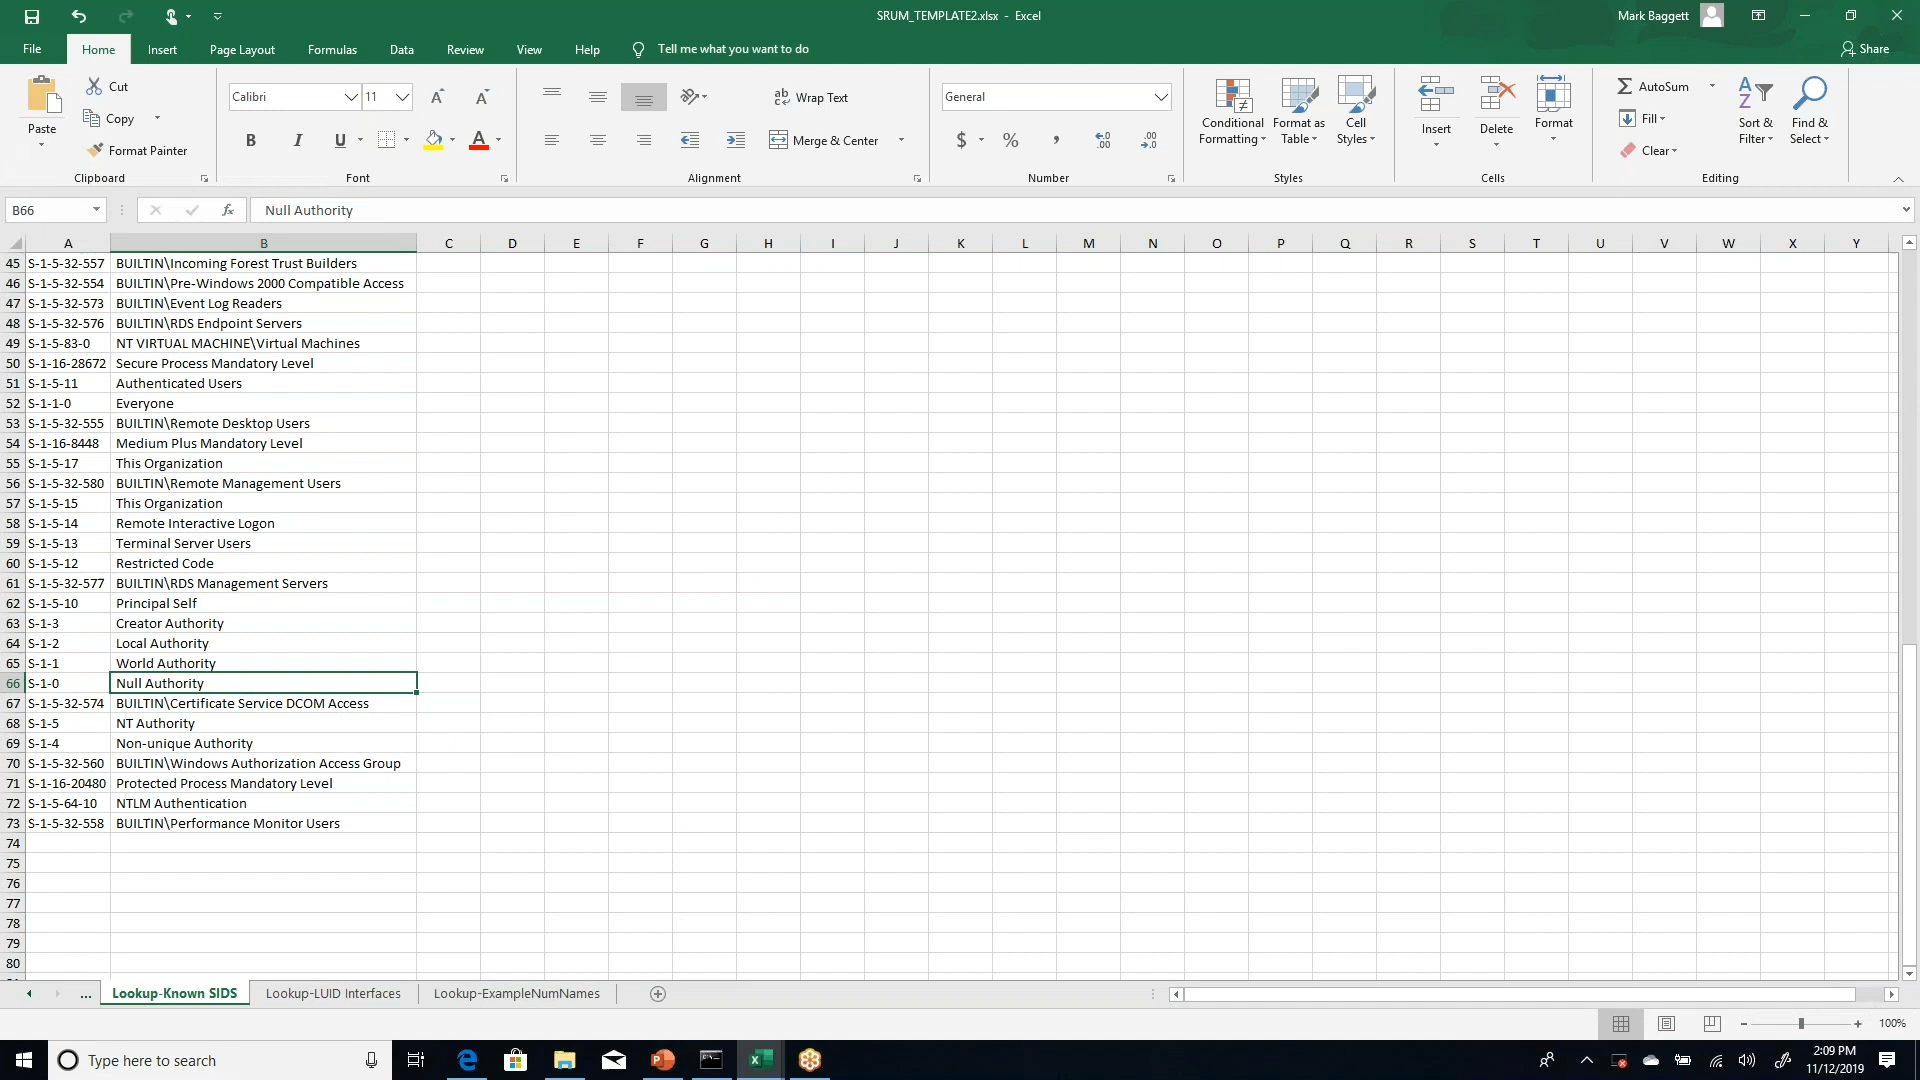 SRUM_TEMPLATE2.xlsx - Excel
Mark Baggett
File Home Insert Page Layout Formulas Data Review View Help Tell me what you want to do Share
Paste
Cut
Copy
Format Painter
Clipboard
Calibri 11
B I U A
Font
Wrap Text
Merge & Center
Alignment
General
$ % ,
Number
Conditional Formatting
Format as Table
Cell Styles
Styles
Insert Delete Format
Cells
AutoSum
Fill
Clear
Sort & Filter
Find & Select
Editing
B66 fx Null Authority
A B C D E F G H I J K L M N O P Q R S T U V W X Y
45 S-1-5-32-557 BUILTIN\Incoming Forest Trust Builders
46 S-1-5-32-554 BUILTIN\Pre-Windows 2000 Compatible Access
47 S-1-5-32-573 BUILTIN\Event Log Readers
48 S-1-5-32-576 BUILTIN\RDS Endpoint Servers
49 S-1-5-83-0 NT VIRTUAL MACHINE\Virtual Machines
50 S-1-16-28672 Secure Process Mandatory Level
51 S-1-5-11 Authenticated Users
52 S-1-1-0 Everyone
53 S-1-5-32-555 BUILTIN\Remote Desktop Users
54 S-1-16-8448 Medium Plus Mandatory Level
55 S-1-5-17 This Organization
56 S-1-5-32-580 BUILTIN\Remote Management Users
57 S-1-5-15 This Organization
58 S-1-5-14 Remote Interactive Logon
59 S-1-5-13 Terminal Server Users
60 S-1-5-12 Restricted Code
61 S-1-5-32-577 BUILTIN\RDS Management Servers
62 S-1-5-10 Principal Self
63 S-1-3 Creator Authority
64 S-1-2 Local Authority
65 S-1-1 World Authority
66 S-1-0 Null Authority
67 S-1-5-32-574 BUILTIN\Certificate Service DCOM Access
68 S-1-5 NT Authority
69 S-1-4 Non-unique Authority
70 S-1-5-32-560 BUILTIN\Windows Authorization Access Group
71 S-1-16-20480 Protected Process Mandatory Level
72 S-1-5-64-10 NTLM Authentication
73 S-1-5-32-558 BUILTIN\Performance Monitor Users
74
75
76
77
78
79
80
... Lookup-Known SIDS Lookup-LUID Interfaces Lookup-ExampleNumNames
100%
Type here to search
2:09 PM
11/12/2019